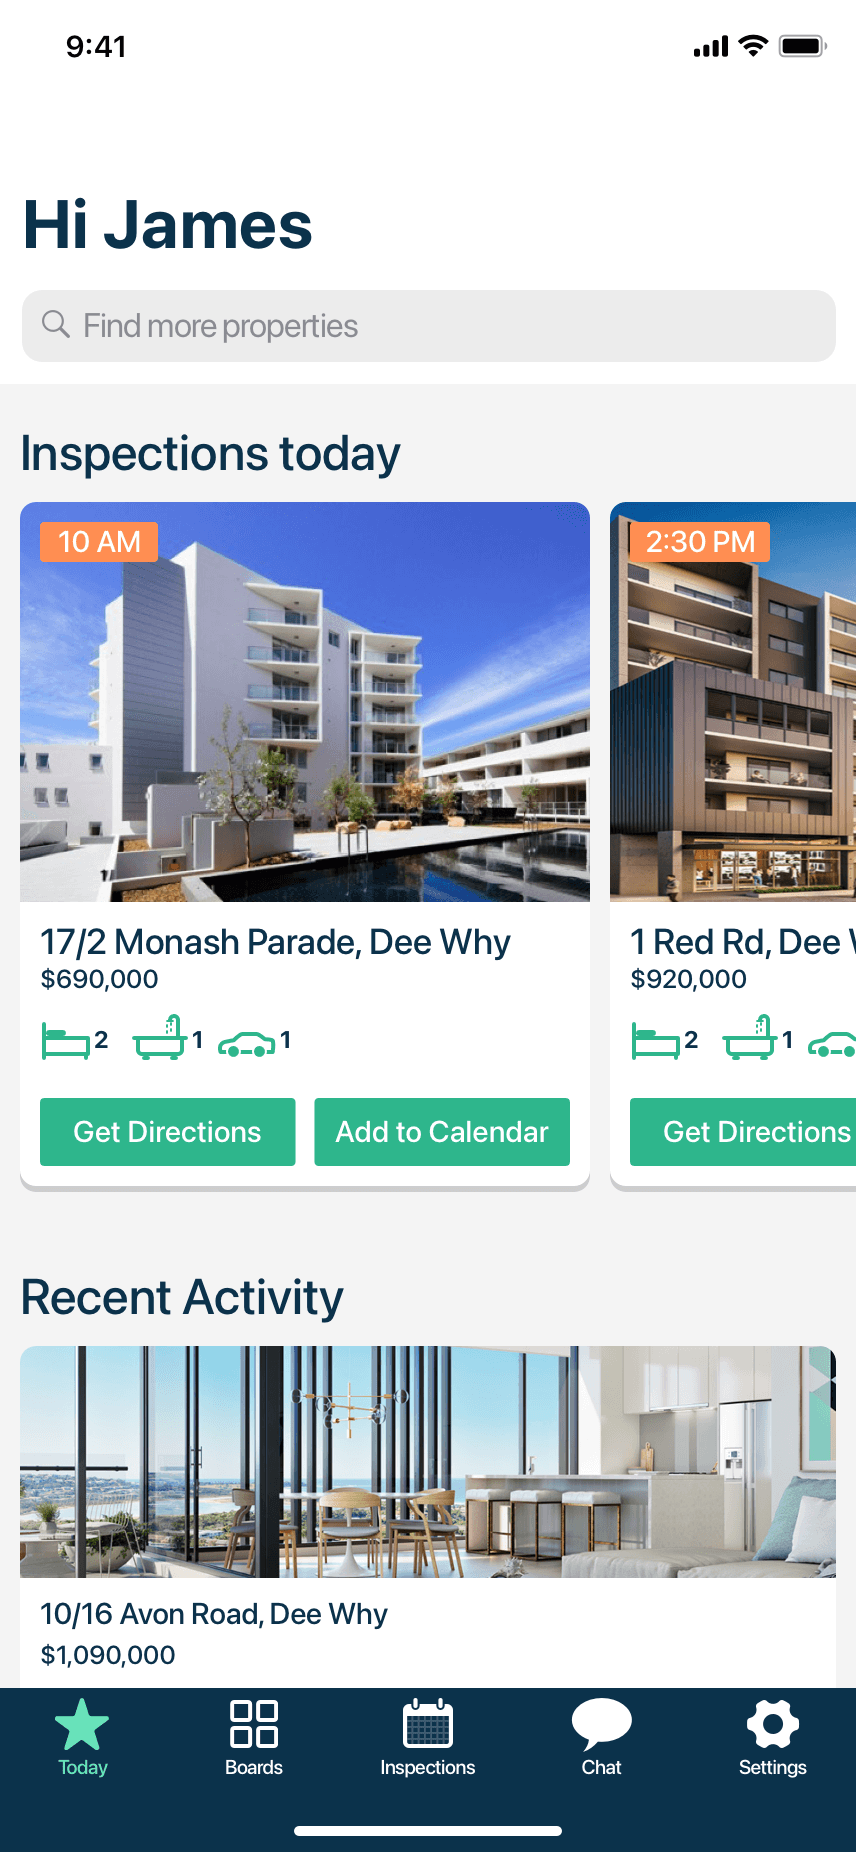 9:41
Hi James
Find more properties
Inspections today
10 AM
2:30 PM
17/2 Monash Parade, Dee Why
$690,000
2 1 1
1 Red Rd, Dee
$920,000
2 1
Get Directions
Add to Calendar
Get Directions
Recent Activity
10/16 Avon Road, Dee Why
$1,090,000
Today
Boards
Inspections
Chat
Settings